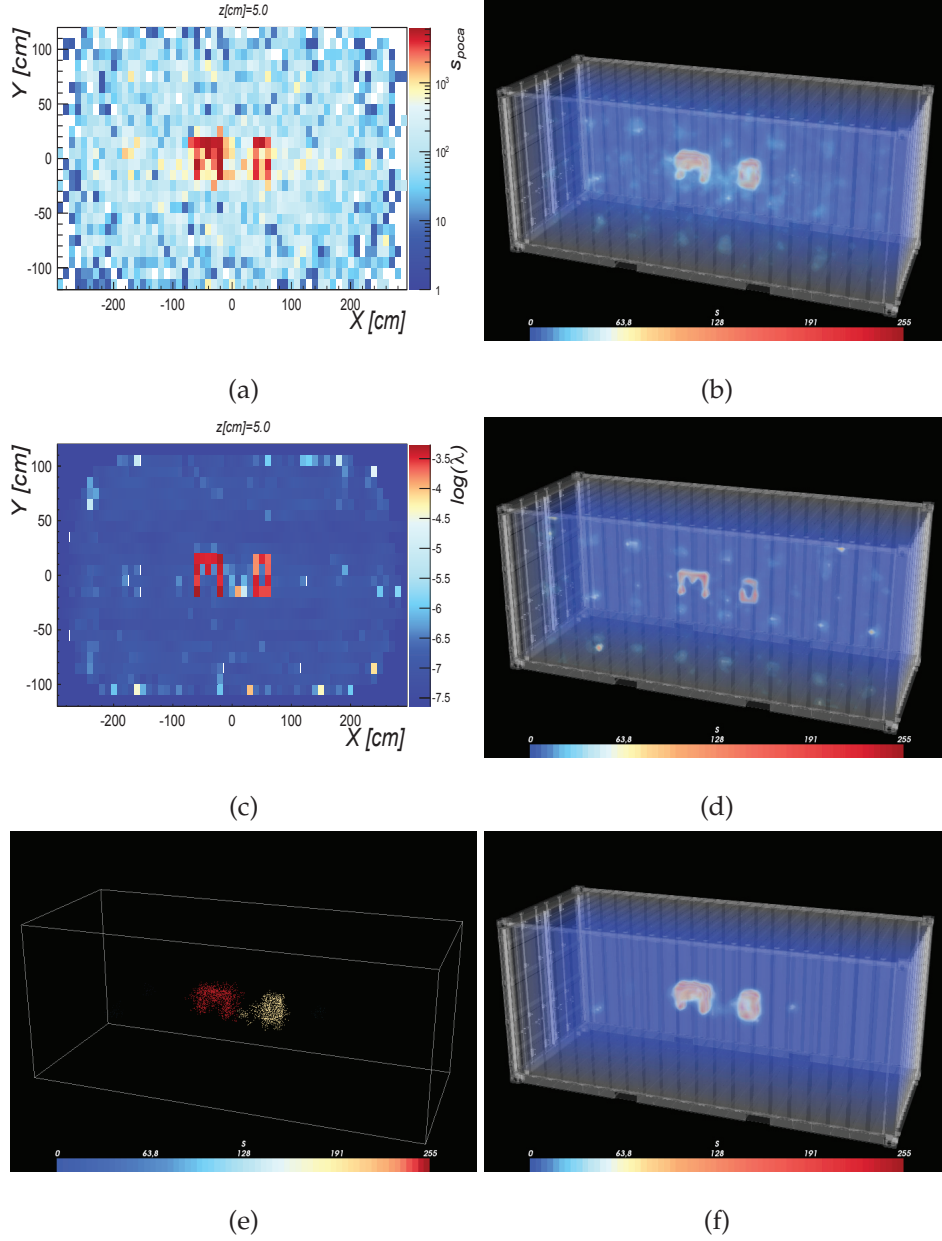 z[cm]=5.0
Y [cm]
100
50
0
-50
-100
-200 -100 0 100 200
X [cm]
s_poca
10³
10²
10
1
S
0 63,8 128 191 255
(a) (b)
z[cm]=5.0
Y [cm]
100
50
0
-50
-100
-200 -100 0 100 200
X [cm]
log(λ)
-3.5
-4
-4.5
-5
-5.5
-6
-6.5
-7
-7.5
S
0 63,8 128 191 255
(c) (d)
S
0 63,8 128 191 255
S
0 63,8 128 191 255
(e) (f)